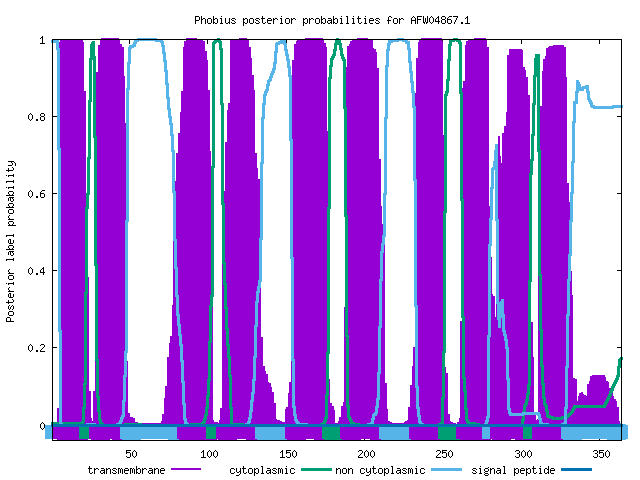 Phobius posterior probabilities for AFW04867.1
1
0.8
0.6
0.4
0.2
0
Posterior label probability
50 100 150 200 250 300 350
transmembrane cytoplasmic non cytoplasmic signal peptide